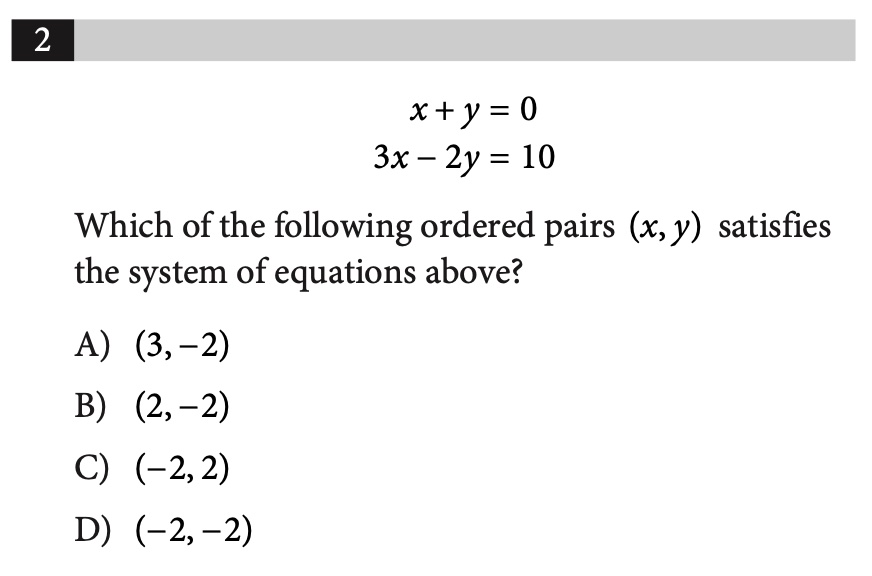 2
x + y = 0
3x – 2y = 10
Which of the following ordered pairs (x, y) satisfies
the system of equations above?
A) (3, –2)
B) (2, –2)
C) (–2, 2)
D) (–2, –2)